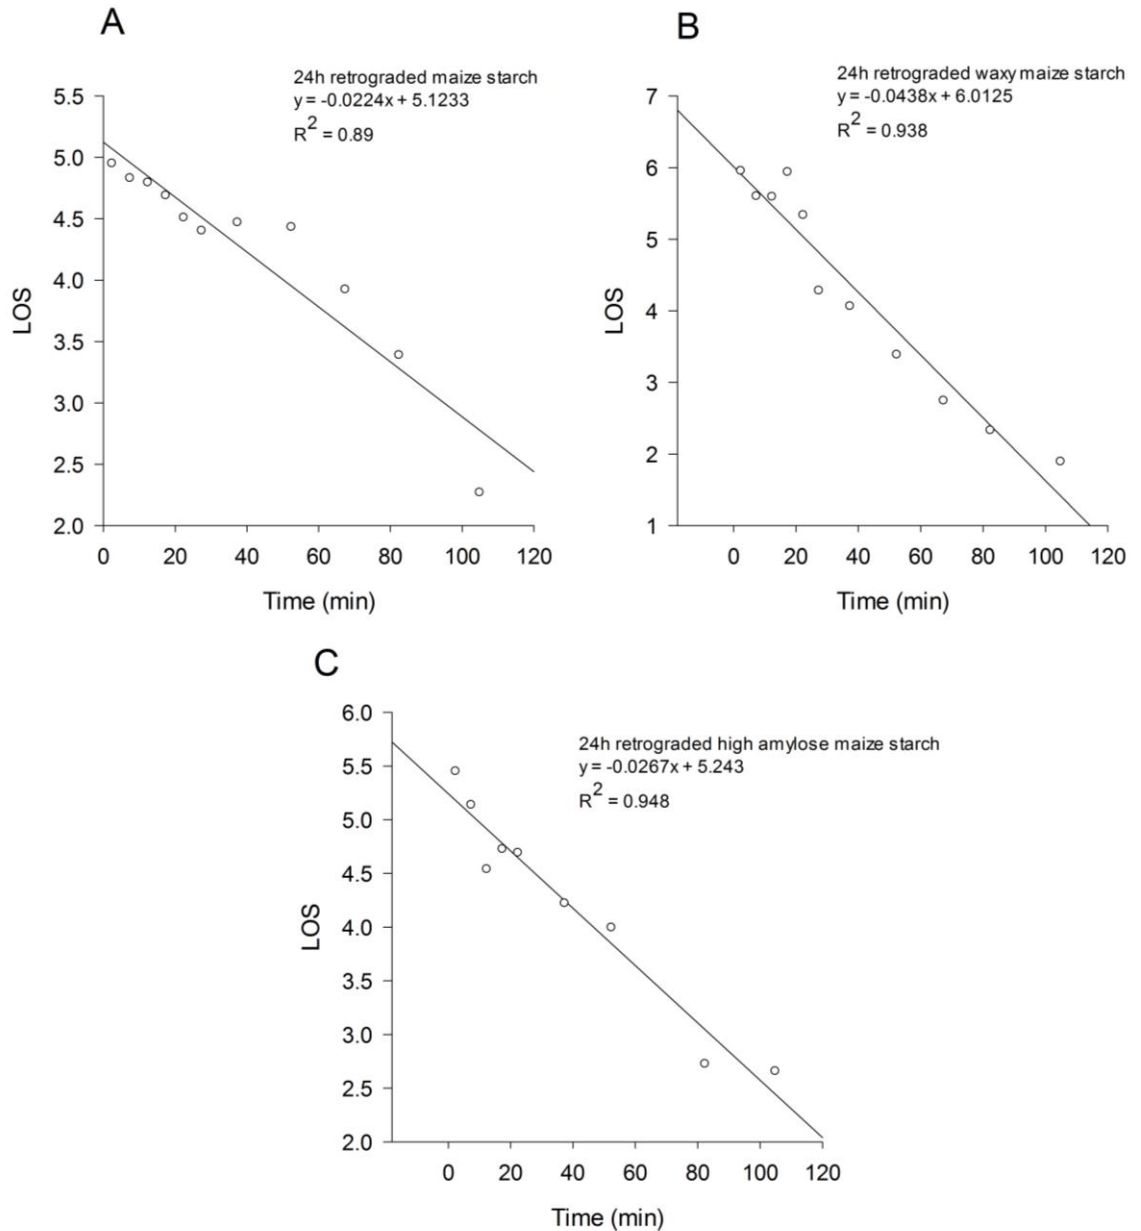 A
24h retrograded maize starch
y = -0.0224x + 5.1233
R2 = 0.89
5.5
5.0
4.5
4.0
3.5
3.0
2.5
2.0
LOS
0 20 40 60 80 100 120
Time (min)
B
24h retrograded waxy maize starch
y = -0.0438x + 6.0125
R2 = 0.938
7
6
5
4
3
2
1
LOS
0 20 40 60 80 100 120
Time (min)
C
24h retrograded high amylose maize starch
y = -0.0267x + 5.243
R2 = 0.948
6.0
5.5
5.0
4.5
4.0
3.5
3.0
2.5
2.0
LOS
0 20 40 60 80 100 120
Time (min)